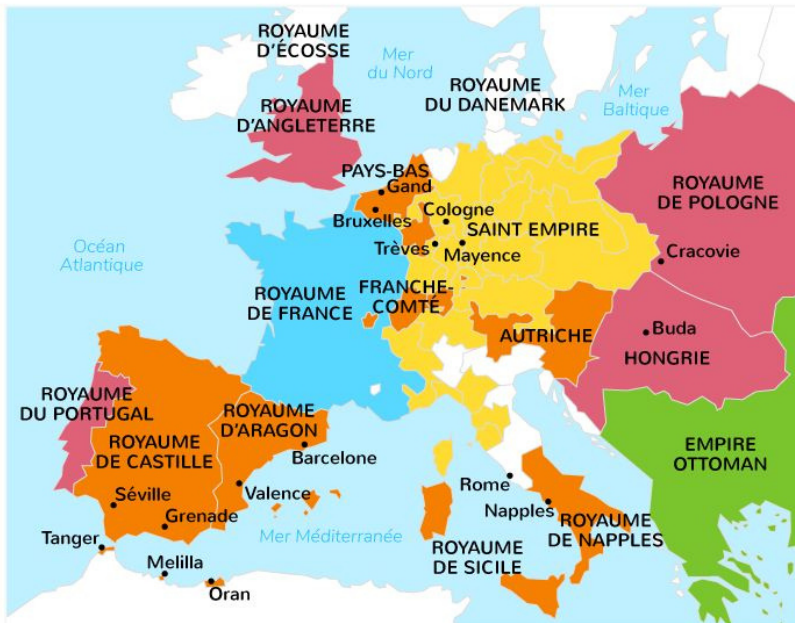 ROYAUME
D'ÉCOSSE
Mer
du Nord
ROYAUME
DU DANEMARK
Mer
Baltique
ROYAUME
D'ANGLETERRE
PAYS-BAS
Gand
Bruxelles
Cologne
SAINT EMPIRE
Trèves
Mayence
ROYAUME
DE POLOGNE
Cracovie
Océan
Atlantique
ROYAUME
DE FRANCE
FRANCHE-
COMTÉ
AUTRICHE
Buda
HONGRIE
ROYAUME
DU PORTUGAL
ROYAUME
DE CASTILLE
ROYAUME
D'ARAGON
Barcelone
EMPIRE
OTTOMAN
Séville
Valence
Grenade
Rome
Napples
ROYAUME
DE NAPPLES
Tanger
Mer Méditerranée
ROYAUME
DE SICILE
Melilla
Oran